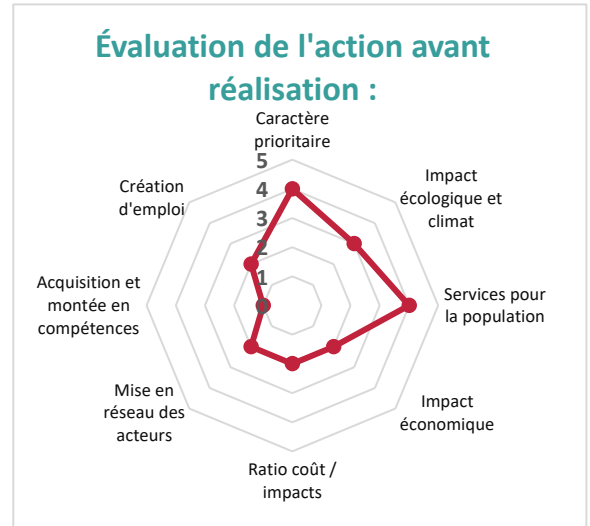 Évaluation de l'action avant
réalisation :
Caractère
prioritaire
Impact
écologique et
climat
Services pour
la population
Impact
économique
Ratio coût /
impacts
Mise en
réseau des
acteurs
Acquisition et
montée en
compétences
Création
d'emploi
5
4
3
2
1
0